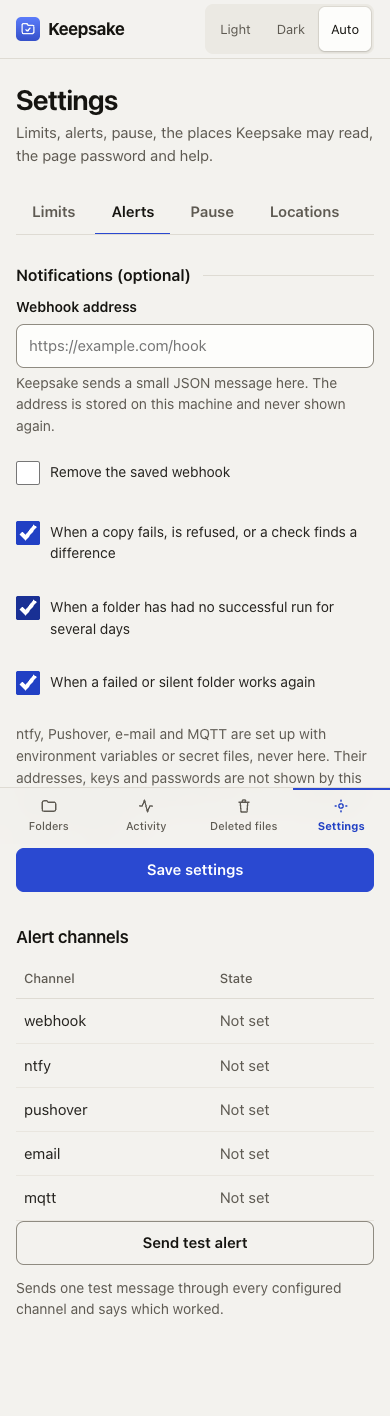 Keepsake
Light Dark Auto
Settings
Limits, alerts, pause, the places Keepsake may read,
the page password and help.
Limits Alerts Pause Locations
Notifications (optional)
Webhook address
https://example.com/hook
Keepsake sends a small JSON message here. The
address is stored on this machine and never shown
again.
Remove the saved webhook
When a copy fails, is refused, or a check finds a
difference
When a folder has had no successful run for
several days
When a failed or silent folder works again
ntfy, Pushover, e-mail and MQTT are set up with
environment variables or secret files, never here. Their
addresses, keys and passwords are not shown by this
Folders Activity Deleted files Settings
Save settings
Alert channels
Channel State
webhook Not set
ntfy Not set
pushover Not set
email Not set
mqtt Not set
Send test alert
Sends one test message through every configured
channel and says which worked.